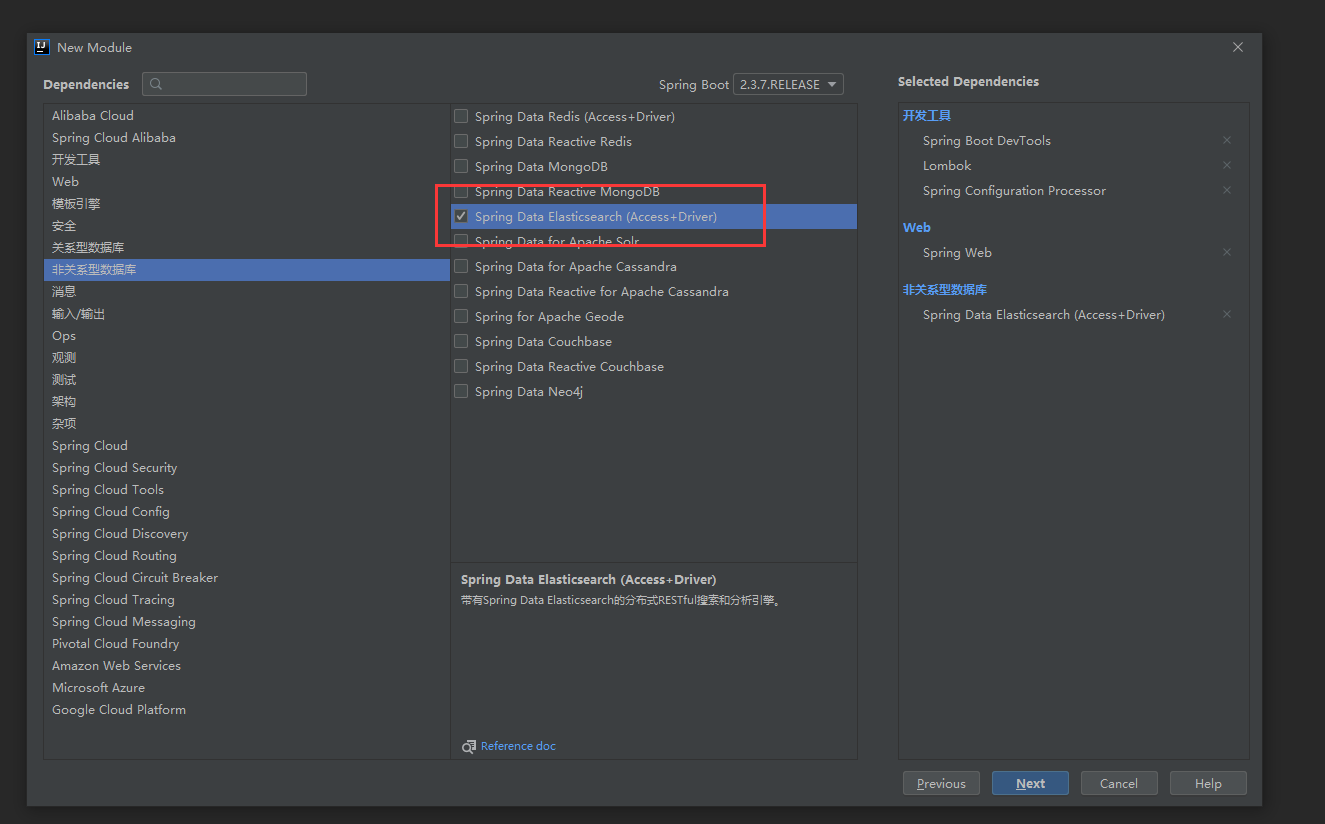 New Module
Dependencies
Spring Boot 2.3.7.RELEASE
Alibaba Cloud
Spring Cloud Alibaba
开发工具
Web
模板引擎
安全
关系型数据库
非关系型数据库
消息
输入/输出
Ops
观测
测试
架构
杂项
Spring Cloud
Spring Cloud Security
Spring Cloud Tools
Spring Cloud Config
Spring Cloud Discovery
Spring Cloud Routing
Spring Cloud Circuit Breaker
Spring Cloud Tracing
Spring Cloud Messaging
Pivotal Cloud Foundry
Amazon Web Services
Microsoft Azure
Google Cloud Platform
Spring Data Redis (Access+Driver)
Spring Data Reactive Redis
Spring Data MongoDB
Spring Data Reactive MongoDB
Spring Data Elasticsearch (Access+Driver)
Spring Data for Apache Solr
Spring Data for Apache Cassandra
Spring Data Reactive for Apache Cassandra
Spring for Apache Geode
Spring Data Couchbase
Spring Data Reactive Couchbase
Spring Data Neo4j
Spring Data Elasticsearch (Access+Driver)
带有Spring Data Elasticsearch的分布式RESTful搜索和分析引擎。
Reference doc
Selected Dependencies
开发工具
Spring Boot DevTools
Lombok
Spring Configuration Processor
Web
Spring Web
非关系型数据库
Spring Data Elasticsearch (Access+Driver)
Previous
Next
Cancel
Help